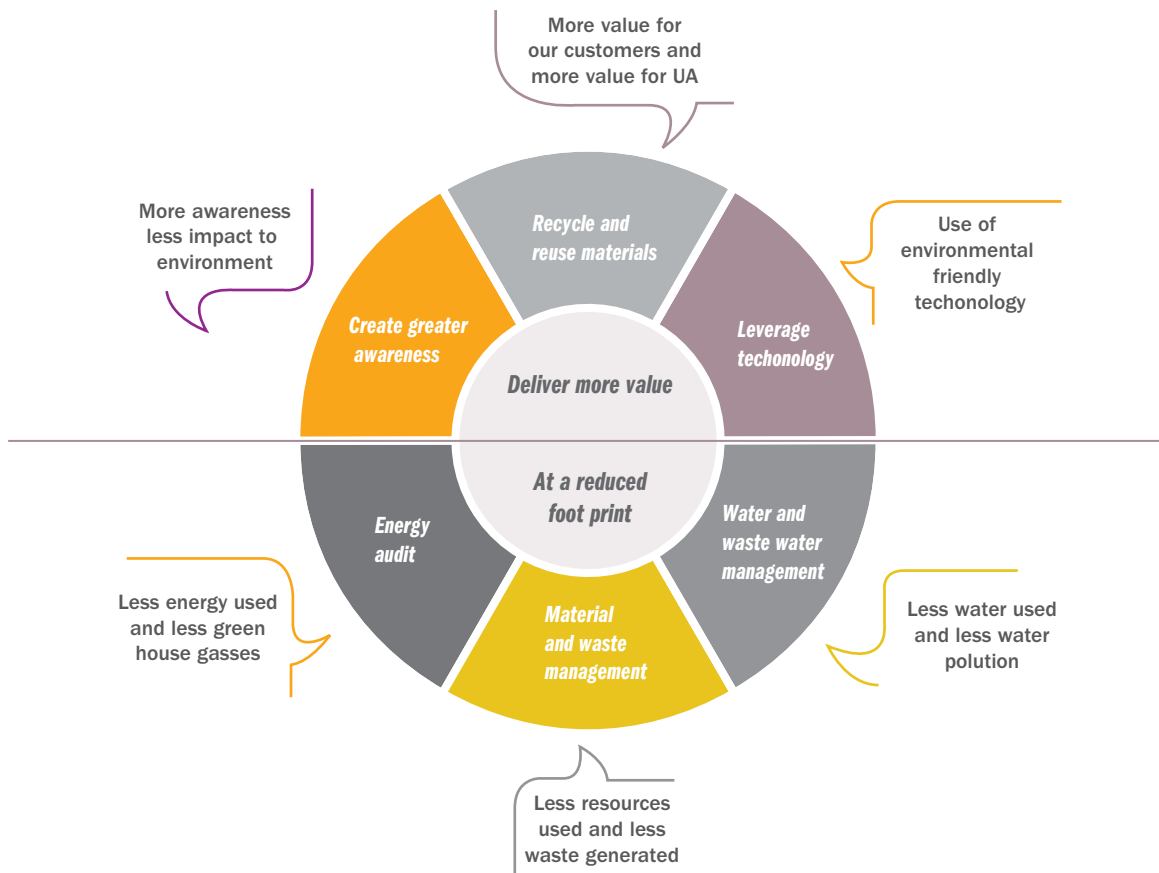 More value for
our customers and
more value for UA
More awareness
less impact to
environment
Recycle and
reuse materials
Use of
environmental
friendly
techonology
Create greater
awareness
Leverage
techonology
Deliver more value
At a reduced
foot print
Energy
audit
Water and
waste water
management
Less energy used
and less green
house gasses
Material
and waste
management
Less water used
and less water
polution
Less resources
used and less
waste generated